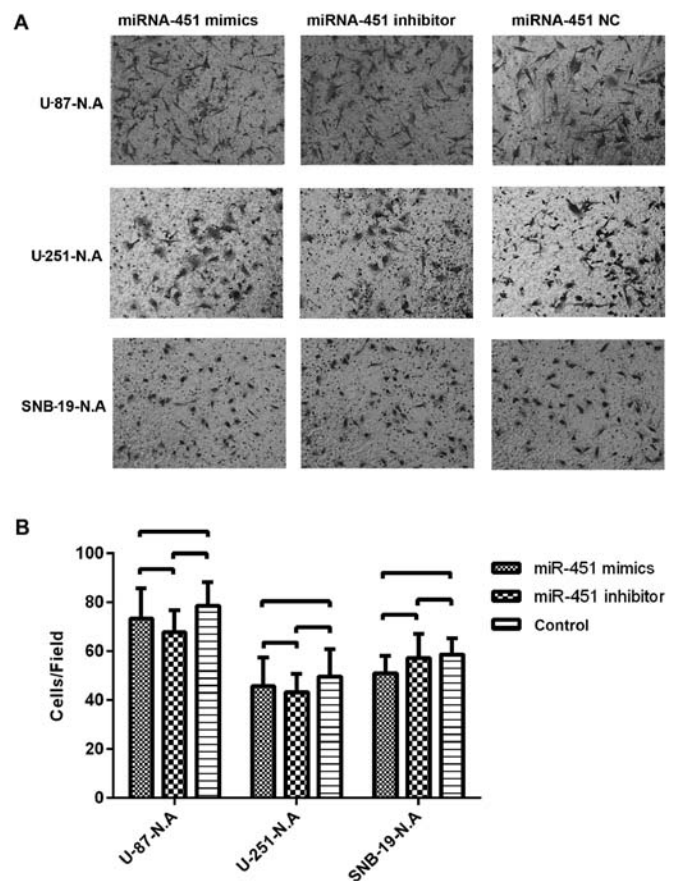 A
miRNA-451 mimics
miRNA-451 inhibitor
miRNA-451 NC
U-87-N.A
U-251-N.A
SNB-19-N.A
B
100
80
60
40
20
0
Cells/Field
U-87-N.A
U-251-N.A
SNB-19-N.A
miR-451 mimics
miR-451 inhibitor
Control